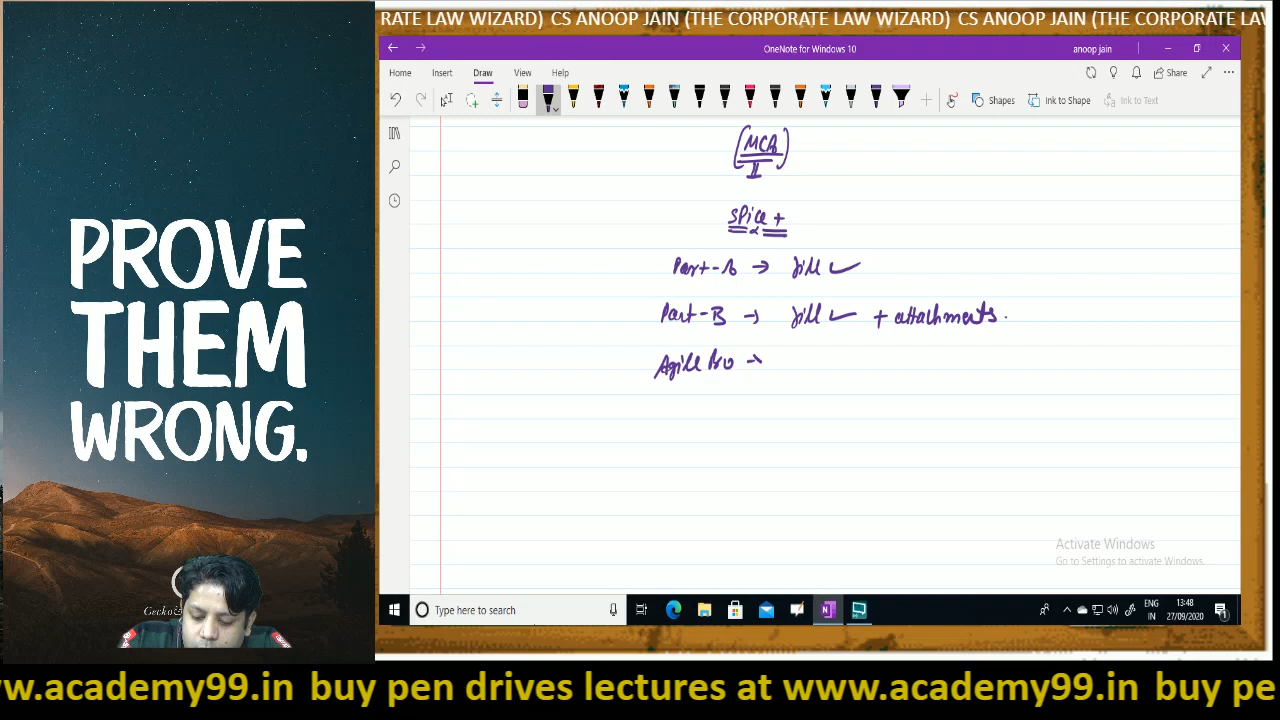 RATE LAW WIZARD) CS ANOOP JAIN (THE CORPORATE LAW WIZARD) CS ANOOP JAIN (THE CORPORATE LAW
OneNote for Windows 10
anoop jain
Home Insert Draw View Help
Share
Shapes
Ink to Shape
Ink to Text
PROVE
THEM
WRONG.
(MCA)
SPice +
Part-B → fill ✓
Part-B → fill ✓ + attachments.
Agile Pro →
Activate Windows
Go to Settings to activate Windows.
Type here to search
ENG
IN
13:48
27/09/2020
1
ww.academy99.in buy pen drives lectures at www.academy99.in buy pe